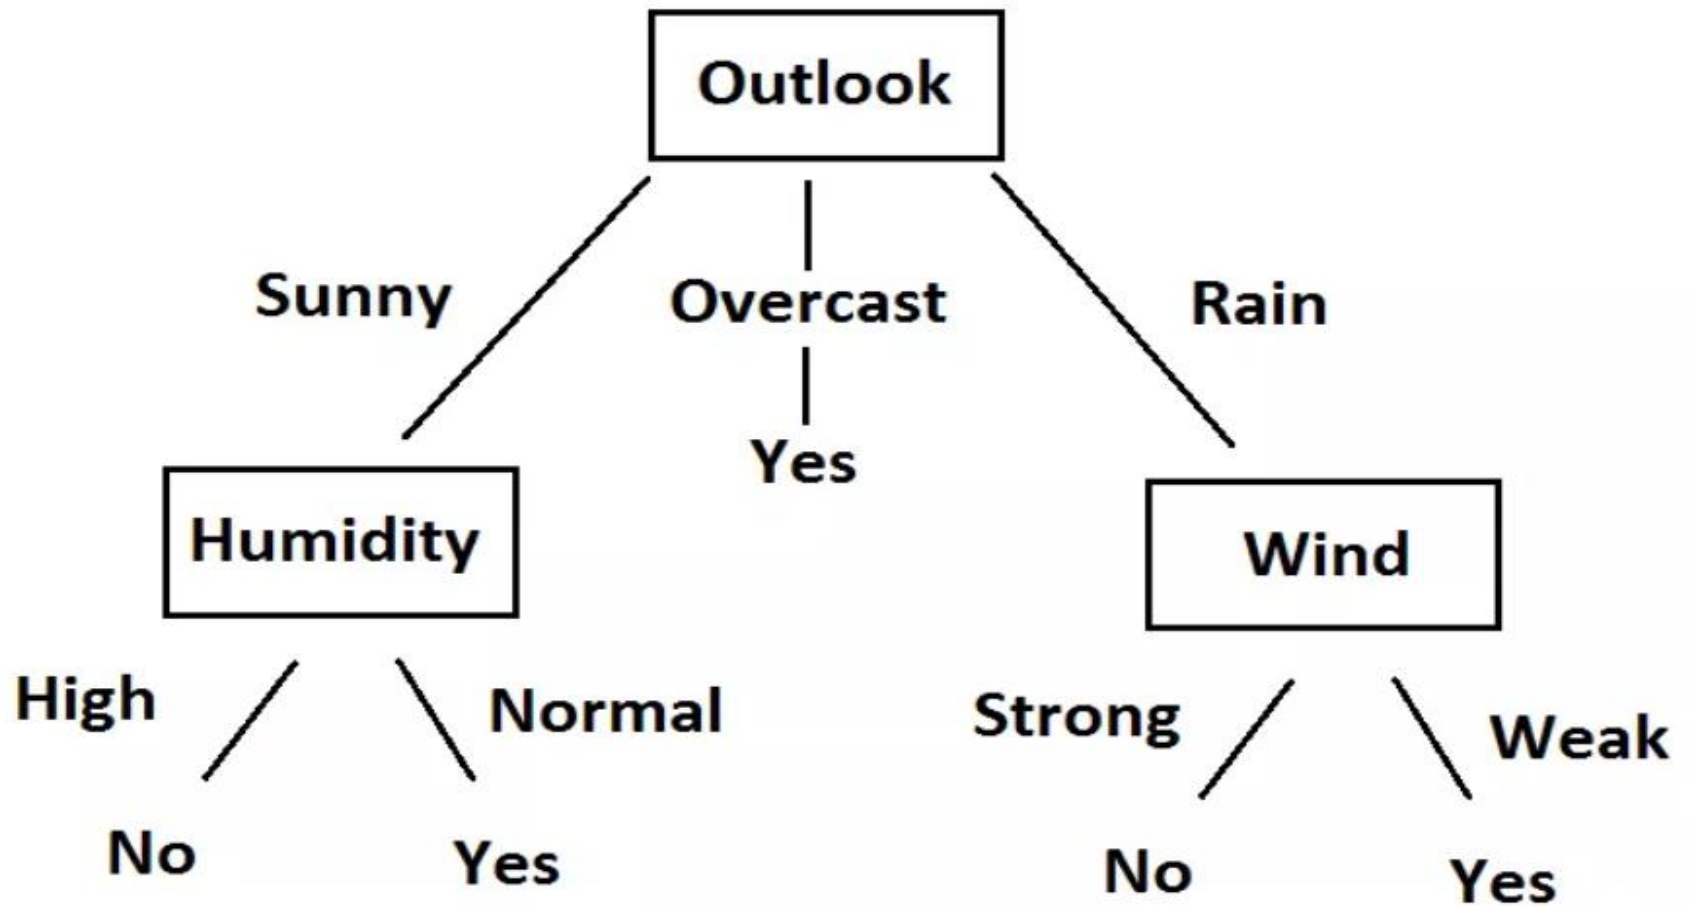 Outlook
Sunny
Overcast
Rain
Yes
Humidity
Wind
High
Normal
Strong
Weak
No
Yes
No
Yes